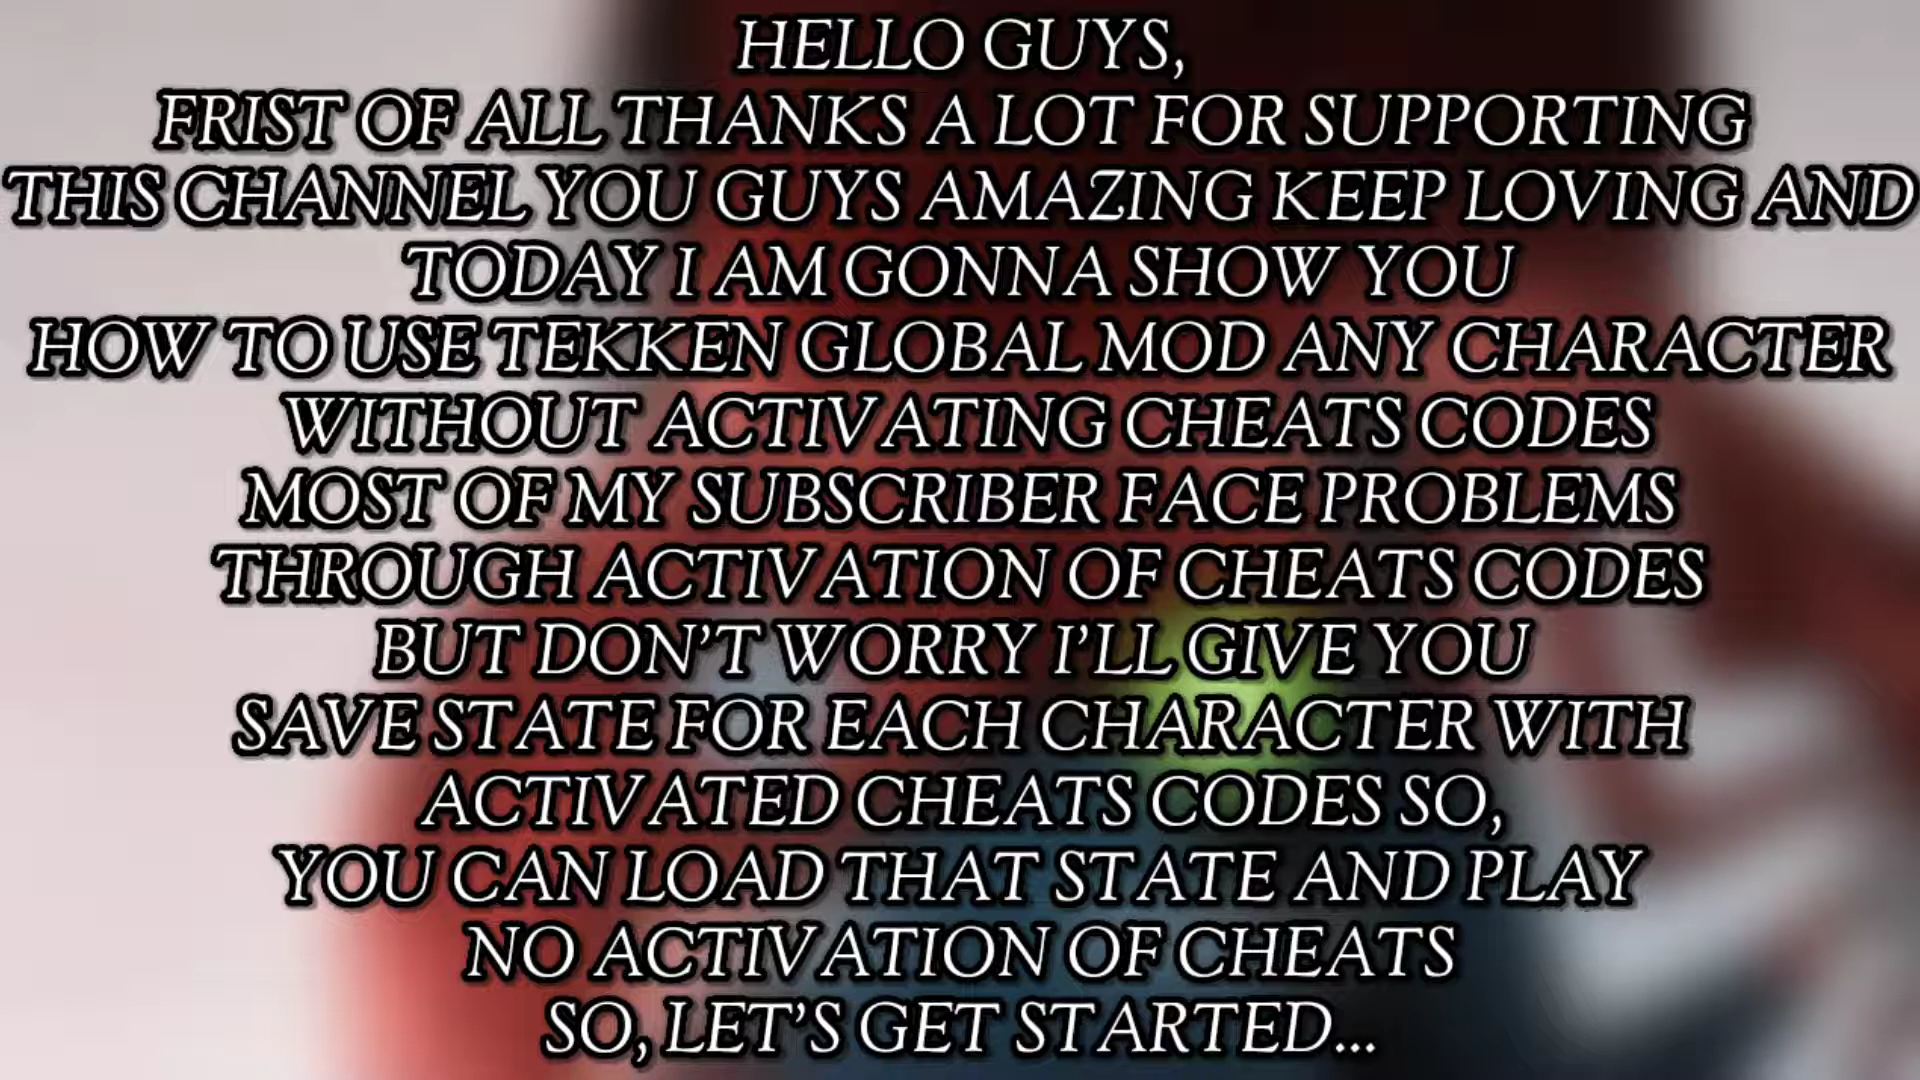 HELLO GUYS,
FRIST OF ALL THANKS A LOT FOR SUPPORTING
THIS CHANNEL YOU GUYS AMAZING KEEP LOVING AND
TODAY I AM GONNA SHOW YOU
HOW TO USE TEKKEN GLOBAL MOD ANY CHARACTER
WITHOUT ACTIVATING CHEATS CODES
MOST OF MY SUBSCRIBER FACE PROBLEMS
THROUGH ACTIVATION OF CHEATS CODES
BUT DON'T WORRY I'LL GIVE YOU
SAVE STATE FOR EACH CHARACTER WITH
ACTIVATED CHEATS CODES SO,
YOU CAN LOAD THAT STATE AND PLAY
NO ACTIVATION OF CHEATS
SO, LET'S GET STARTED...